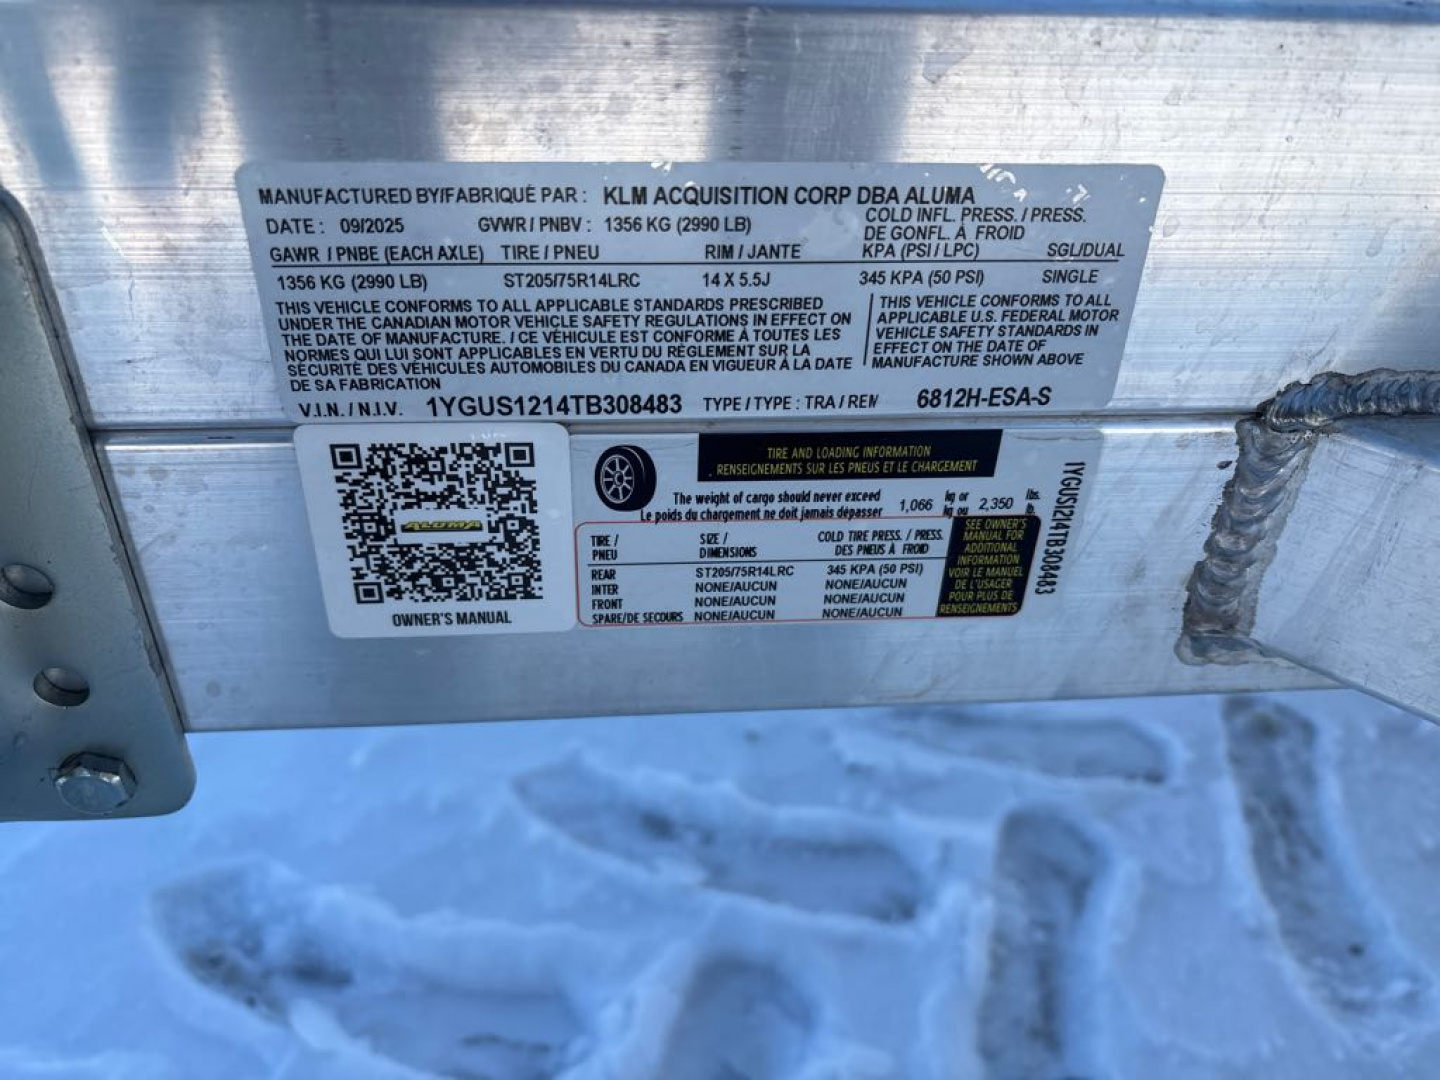 MANUFACTURED BY/FABRIQUÉ PAR : KLM ACQUISITION CORP DBA ALUMA
DATE : 09/2025 GVWR / PNBV : 1356 KG (2990 LB) COLD INFL. PRESS. / PRESS.
DE GONFL. À FROID
GAWR / PNBE (EACH AXLE) TIRE / PNEU RIM / JANTE KPA (PSI / LPC) SGL/DUAL
1356 KG (2990 LB) ST205/75R14LRC 14 X 5.5J 345 KPA (50 PSI) SINGLE
THIS VEHICLE CONFORMS TO ALL APPLICABLE STANDARDS PRESCRIBED
UNDER THE CANADIAN MOTOR VEHICLE SAFETY REGULATIONS IN EFFECT ON
THE DATE OF MANUFACTURE. / CE VÉHICULE EST CONFORME À TOUTES LES
NORMES QUI LUI SONT APPLICABLES EN VERTU DU RÈGLEMENT SUR LA
SÉCURITÉ DES VÉHICULES AUTOMOBILES DU CANADA EN VIGUEUR À LA DATE
DE SA FABRICATION
THIS VEHICLE CONFORMS TO ALL
APPLICABLE U.S. FEDERAL MOTOR
VEHICLE SAFETY STANDARDS IN
EFFECT ON THE DATE OF
MANUFACTURE SHOWN ABOVE
V.I.N. / N.I.V. 1YGUS1214TB308483 TYPE / TYPE : TRA / REM 6812H-ESA-S
ALUMA
OWNER'S MANUAL
TIRE AND LOADING INFORMATION
RENSEIGNEMENTS SUR LES PNEUS ET LE CHARGEMENT
The weight of cargo should never exceed 1,066 kg or 2,350 lbs.
Le poids du chargement ne doit jamais dépasser kg ou lb.
TIRE / SIZE / COLD TIRE PRESS. / PRESS.
PNEU DIMENSIONS DES PNEUS À FROID
REAR ST205/75R14LRC 345 KPA (50 PSI)
INTER NONE/AUCUN NONE/AUCUN
FRONT NONE/AUCUN NONE/AUCUN
SPARE/DE SECOURS NONE/AUCUN NONE/AUCUN
SEE OWNER'S
MANUAL FOR
ADDITIONAL
INFORMATION
VOIR LE MANUEL
DE L'USAGER
POUR PLUS DE
RENSEIGNEMENTS
1YGUS1214TB308483